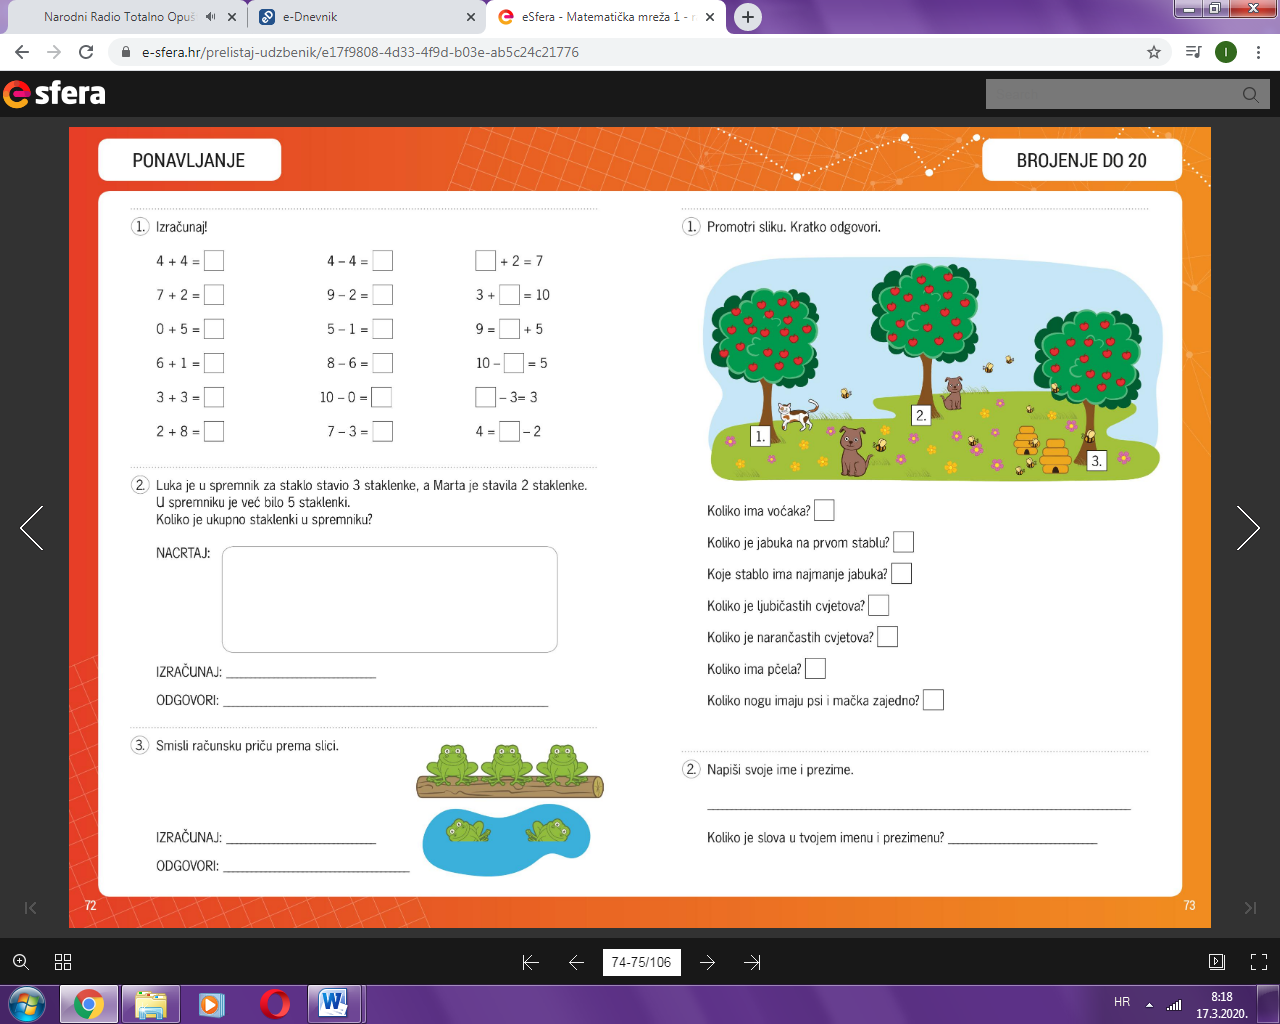 Narodni Radio Totalno Opuš
e-Dnevnik
eSfera - Matematička mreža 1 - r
e-sfera.hr/prelistaj-udzbenik/e17f9808-4d33-4f9d-b03e-ab5c24c21776
I
e sfera
PONAVLJANJE
1. Izračunaj!
4 + 4 = 4 – 4 = + 2 = 7
7 + 2 = 9 – 2 = 3 + = 10
0 + 5 = 5 – 1 = 9 = + 5
6 + 1 = 8 – 6 = 10 – = 5
3 + 3 = 10 – 0 = – 3= 3
2 + 8 = 7 – 3 = 4 = – 2
2. Luka je u spremnik za staklo stavio 3 staklenke, a Marta je stavila 2 staklenke.
U spremniku je već bilo 5 staklenki.
Koliko je ukupno staklenki u spremniku?
NACRTAJ:
IZRAČUNAJ:
ODGOVORI:
3. Smisli računsku priču prema slici.
IZRAČUNAJ:
ODGOVORI:
72
BROJENJE DO 20
1. Promotri sliku. Kratko odgovori.
1.
2.
3.
Koliko ima voćaka?
Koliko je jabuka na prvom stablu?
Koje stablo ima najmanje jabuka?
Koliko je ljubičastih cvjetova?
Koliko je narančastih cvjetova?
Koliko ima pčela?
Koliko nogu imaju psi i mačka zajedno?
2. Napiši svoje ime i prezime.
Koliko je slova u tvojem imenu i prezimenu?
73
74-75/106
HR
8:18
17.3.2020.